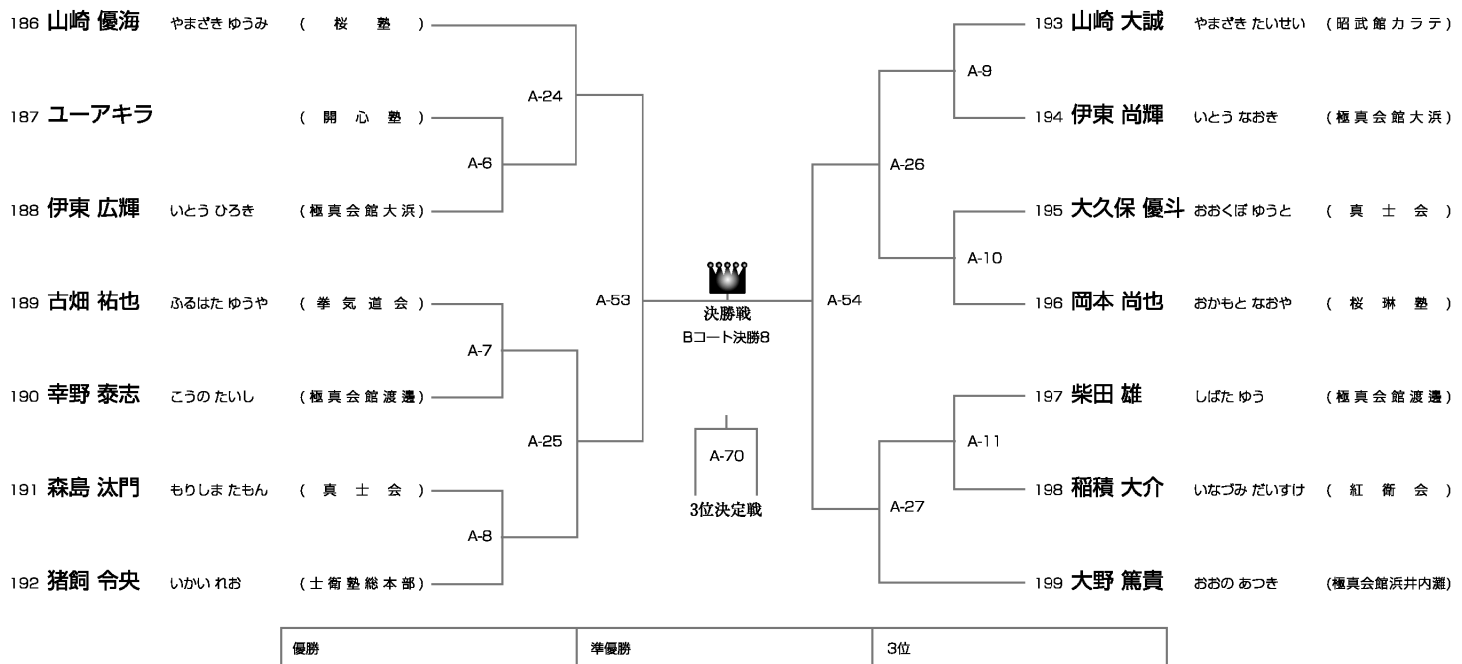 186 山崎 優海 やまざき ゆうみ (桜塾)
187 ユーアキラ (開心塾)
188 伊東 広輝 いとう ひろき (極真会館大浜)
189 古畑 祐也 ふるはた ゆうや (拳気道会)
190 幸野 泰志 こうの たいし (極真会館渡邊)
191 森島 汰門 もりしま たもん (真士会)
192 猪飼 令央 いかい れお (士衛塾総本部)
A-24
A-6
A-7
A-25
A-8
A-53
決勝戦
Bコート決勝8
A-70
3位決定戦
A-54
A-9
A-26
A-10
A-11
A-27
193 山崎 大誠 やまざき たいせい (昭武館カラテ)
194 伊東 尚輝 いとう なおき (極真会館大浜)
195 大久保 優斗 おおくぼ ゆうと (真士会)
196 岡本 尚也 おかもと なおや (桜琳塾)
197 柴田 雄 しばた ゆう (極真会館渡邊)
198 稲積 大介 いなづみ だいすけ (紅衛会)
199 大野 篤貴 おおの あつき (極真会館浜井内灘)
優勝 準優勝 3位